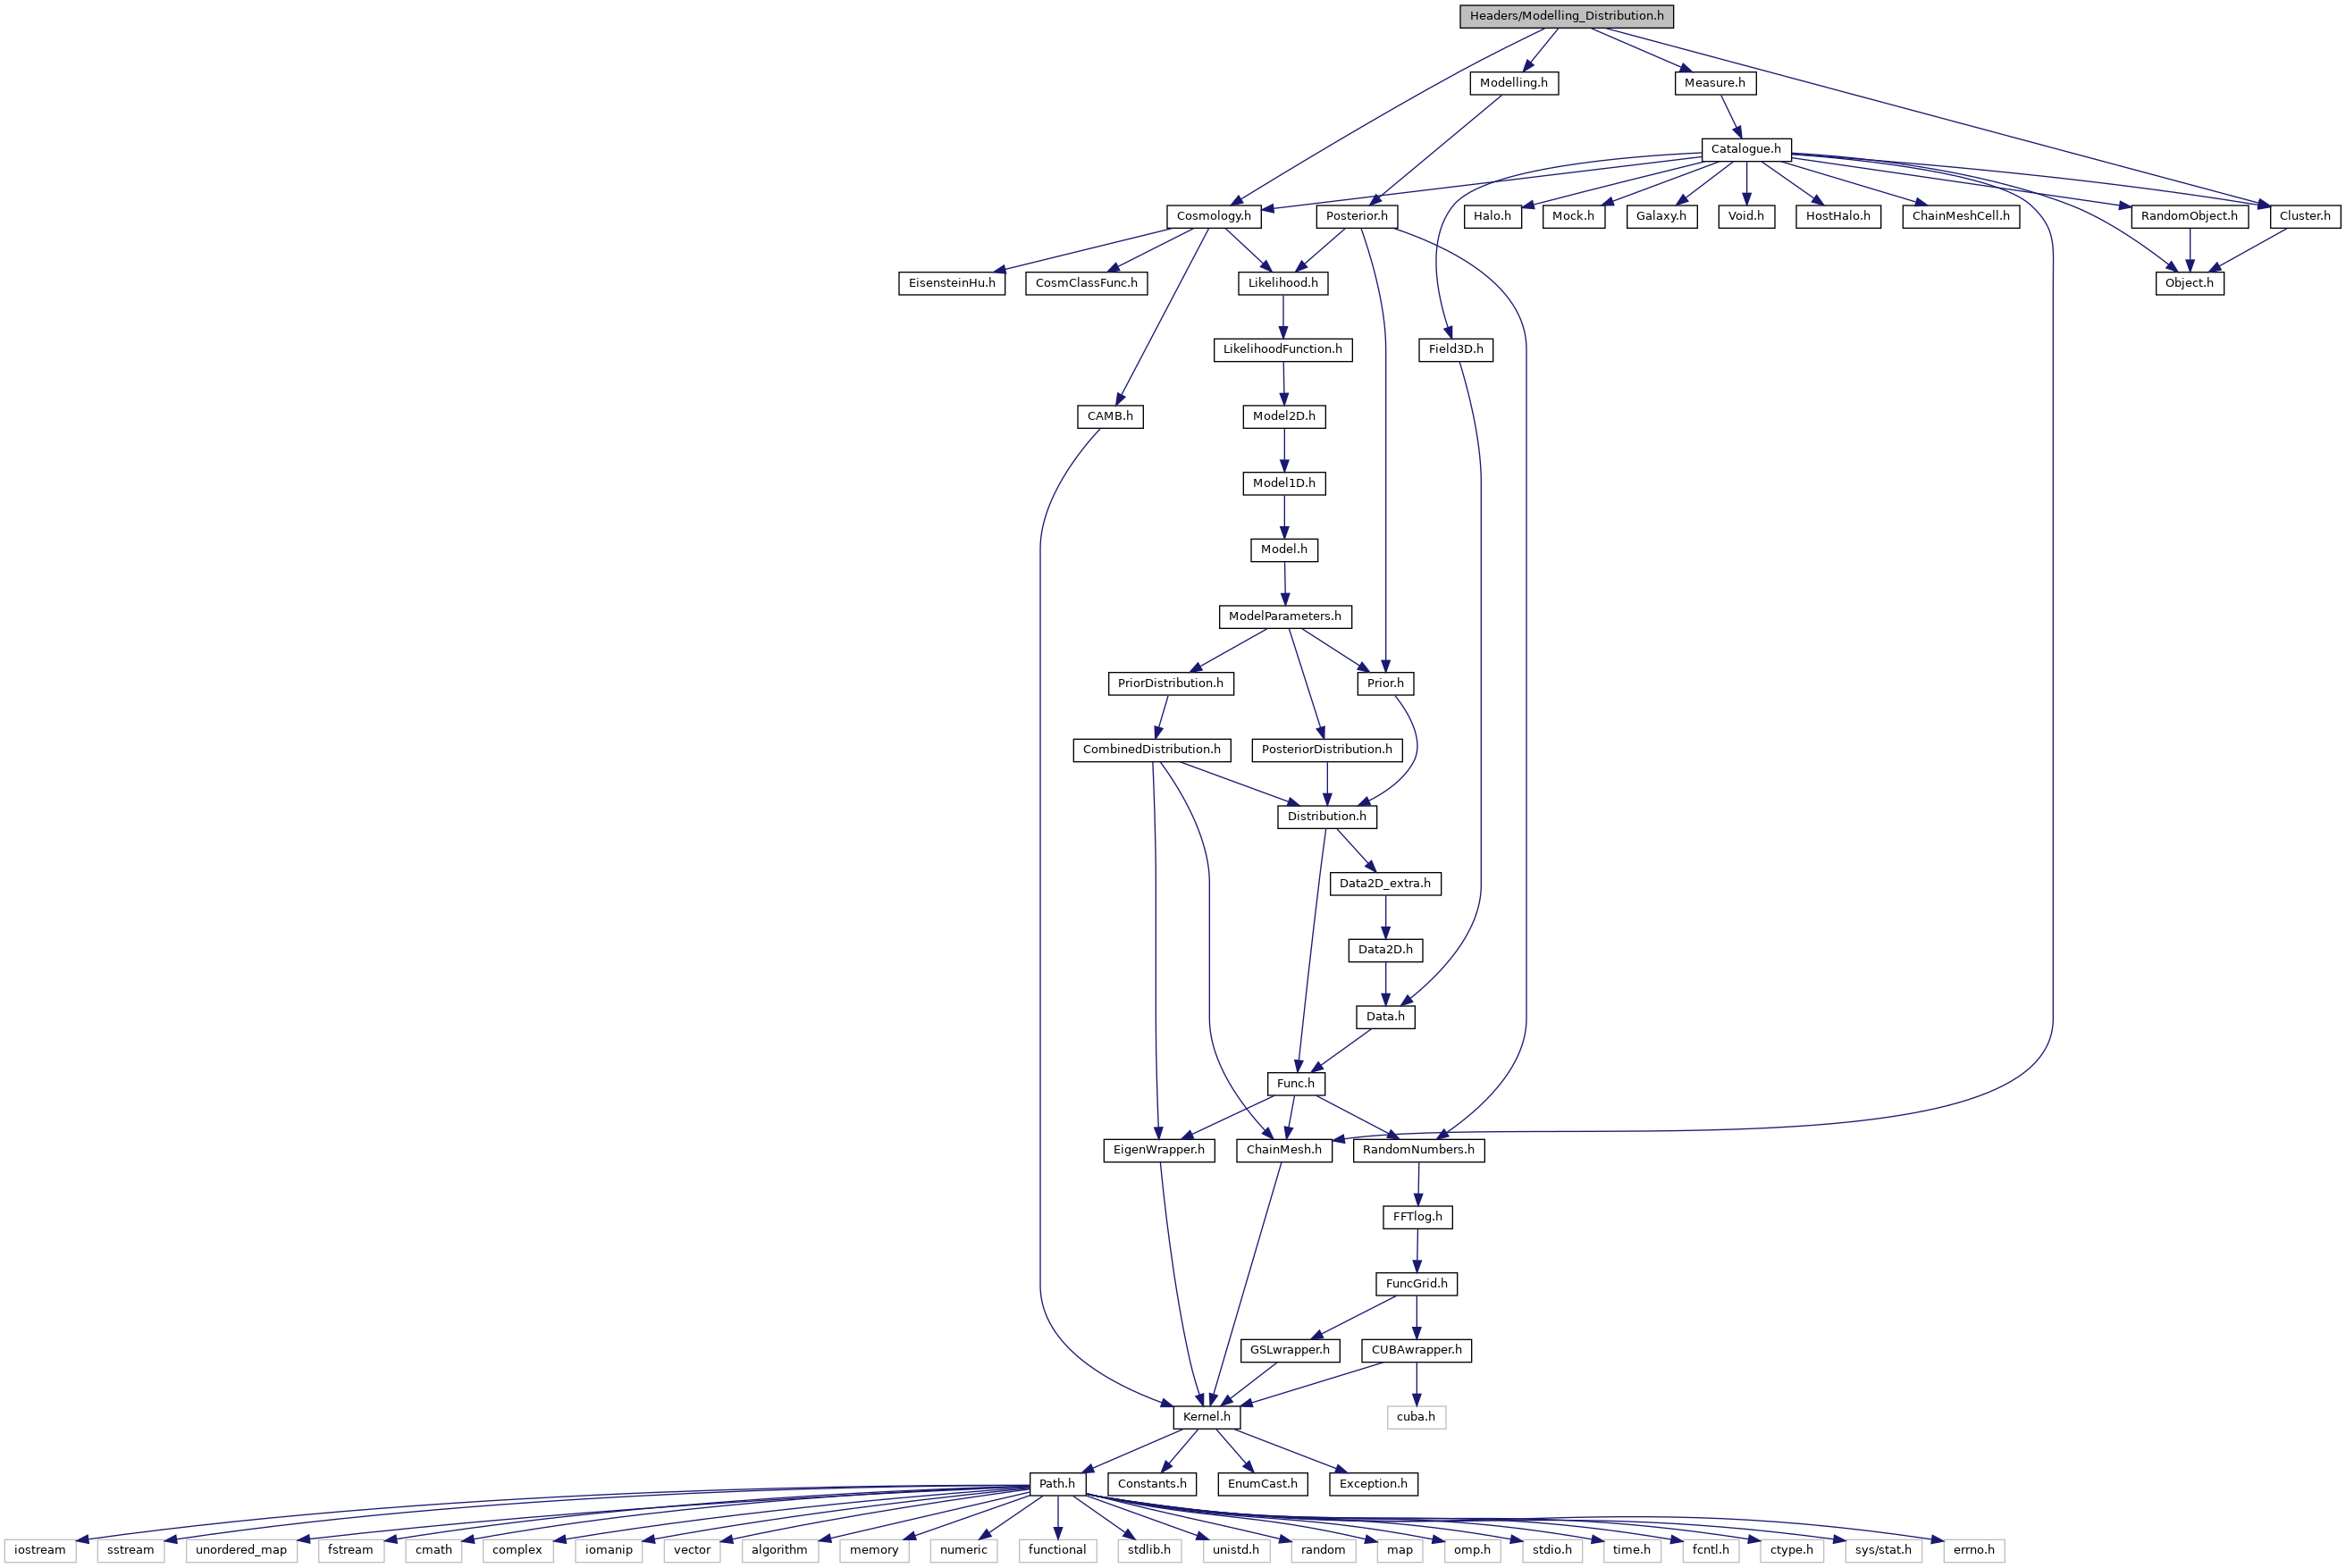 Headers/Modelling_Distribution.h
Modelling.h
Measure.h
Catalogue.h
Cosmology.h
Posterior.h
Halo.h
Mock.h
Galaxy.h
Void.h
HostHalo.h
ChainMeshCell.h
RandomObject.h
Cluster.h
EisensteinHu.h
CosmClassFunc.h
Likelihood.h
Object.h
LikelihoodFunction.h
Field3D.h
CAMB.h
Model2D.h
Model1D.h
Model.h
ModelParameters.h
PriorDistribution.h
Prior.h
CombinedDistribution.h
PosteriorDistribution.h
Distribution.h
Data2D_extra.h
Data2D.h
Data.h
Func.h
EigenWrapper.h
ChainMesh.h
RandomNumbers.h
FFTlog.h
FuncGrid.h
GSLwrapper.h
CUBAwrapper.h
Kernel.h
cuba.h
Path.h
Constants.h
EnumCast.h
Exception.h
iostream
sstream
unordered_map
fstream
cmath
complex
iomanip
vector
algorithm
memory
numeric
functional
stdlib.h
unistd.h
random
map
omp.h
stdio.h
time.h
fcntl.h
ctype.h
sys/stat.h
errno.h